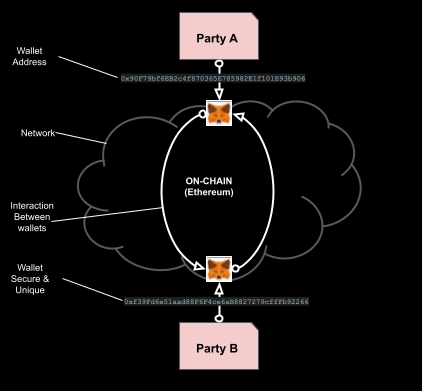 Party A
Wallet
Address
0x90F79bf6EB2c4f870365E785982E1f101E93b906
Network
ON-CHAIN
(Ethereum)
Interaction
Between
wallets
Wallet
Secure &
Unique
0xf39Fd6e51aad88F6F4ce6aB8827279cffFb92266
Party B